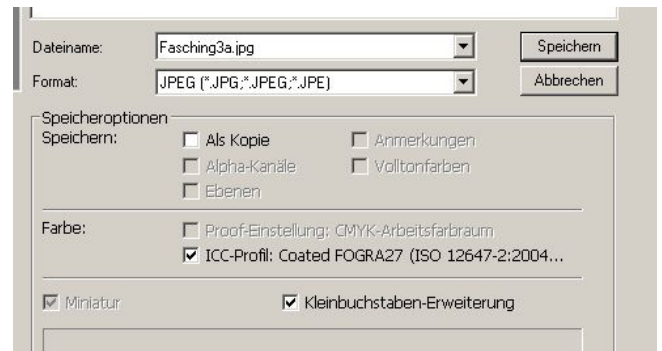 Dateiname: Fasching3a.jpg Speichern
Format: JPEG (*.JPG;*.JPEG;*.JPE) Abbrechen
Speicheroptionen
Speichern: Als Kopie Anmerkungen
Alpha-Kanäle Volltonfarben
Ebenen
Farbe: Proof-Einstellung: CMYK-Arbeitsfarbraum
ICC-Profil: Coated FOGRA27 (ISO 12647-2:2004...
Miniatur Kleinbuchstaben-Erweiterung